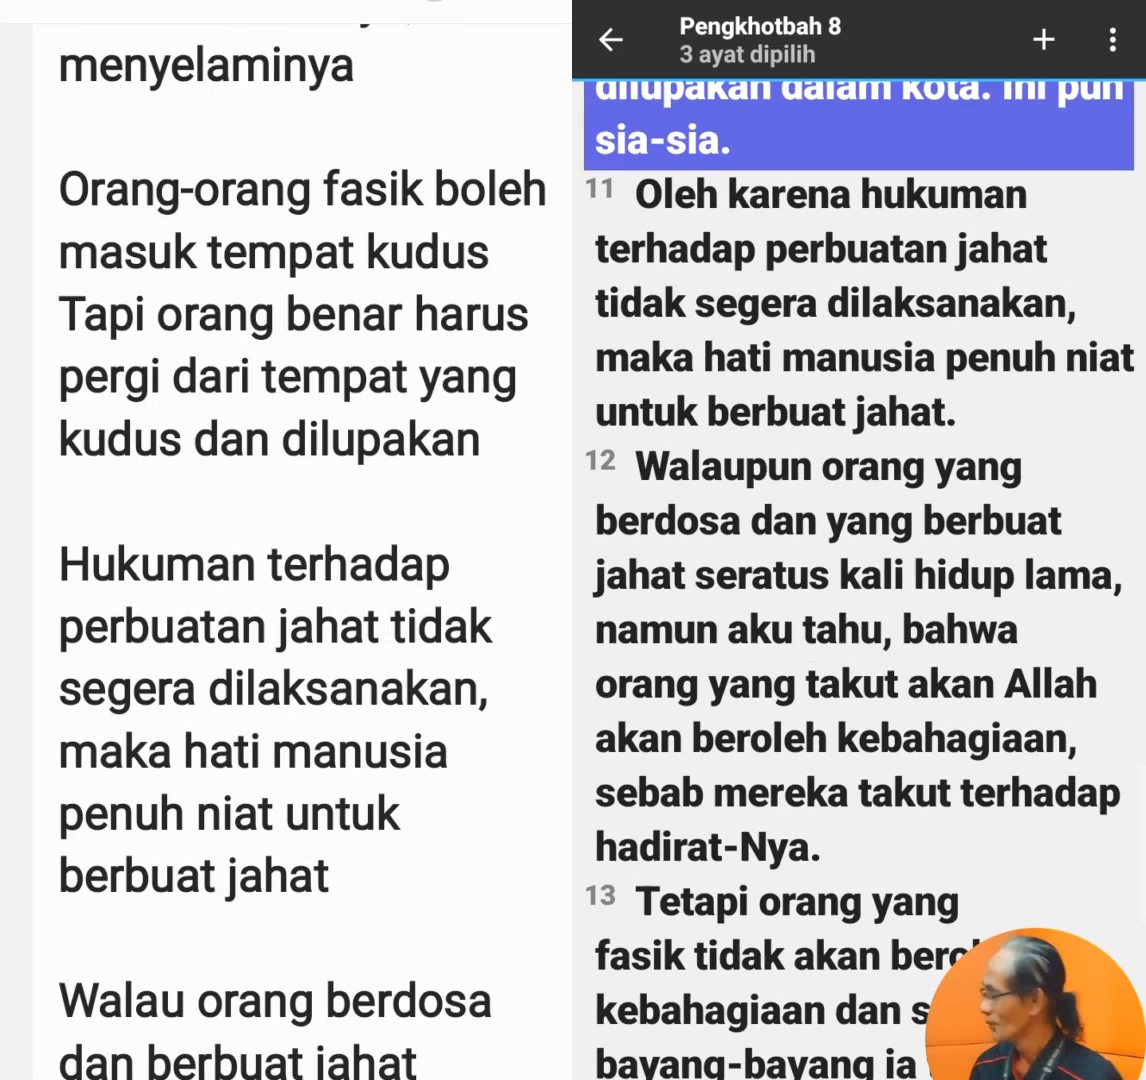 menyelaminya
Orang-orang fasik boleh
masuk tempat kudus
Tapi orang benar harus
pergi dari tempat yang
kudus dan dilupakan
Hukuman terhadap
perbuatan jahat tidak
segera dilaksanakan,
maka hati manusia
penuh niat untuk
berbuat jahat
Walau orang berdosa
dan berbuat jahat
Pengkhotbah 8
3 ayat dipilih
dilupakan dalam kota. Ini pun
sia-sia.
11 Oleh karena hukuman
terhadap perbuatan jahat
tidak segera dilaksanakan,
maka hati manusia penuh niat
untuk berbuat jahat.
12 Walaupun orang yang
berdosa dan yang berbuat
jahat seratus kali hidup lama,
namun aku tahu, bahwa
orang yang takut akan Allah
akan beroleh kebahagiaan,
sebab mereka takut terhadap
hadirat-Nya.
13 Tetapi orang yang
fasik tidak akan
kebahagiaan dan
bayang-bayang ia